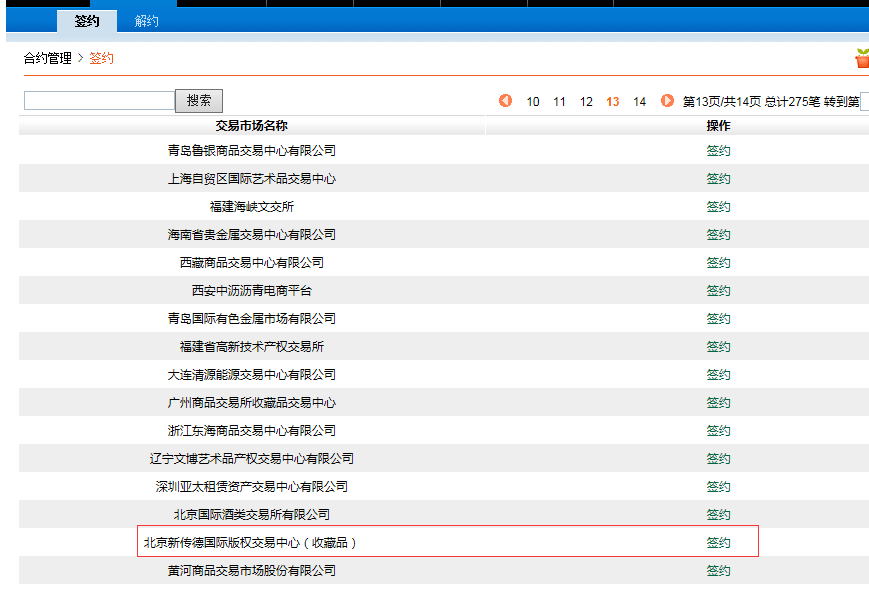 签约 解约
合约管理 > 签约
搜索 10 11 12 13 14 第13页/共14页 总计275笔 转到第
交易市场名称 操作
青岛鲁银商品交易中心有限公司 签约
上海自贸区国际艺术品交易中心 签约
福建海峡文交所 签约
海南省贵金属交易中心有限公司 签约
西藏商品交易中心有限公司 签约
西安中沥沥青电商平台 签约
青岛国际有色金属市场有限公司 签约
福建省高新技术产权交易所 签约
大连清源能源交易中心有限公司 签约
广州商品交易所收藏品交易中心 签约
浙江东海商品交易中心有限公司 签约
辽宁文博艺术品产权交易中心有限公司 签约
深圳亚太租赁资产交易中心有限公司 签约
北京国际酒类交易所有限公司 签约
北京新传德国际版权交易中心（收藏品） 签约
黄河商品交易市场股份有限公司 签约